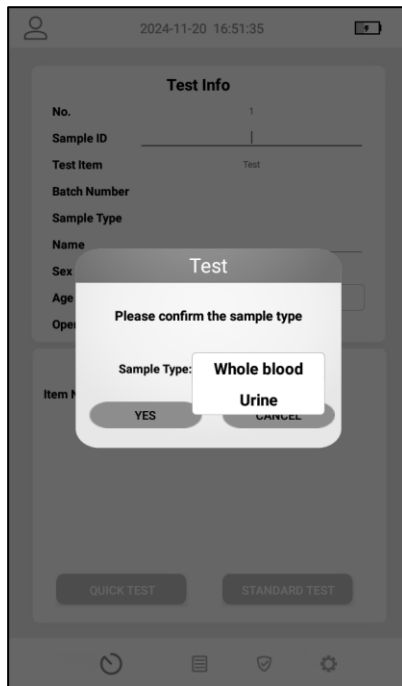 2024-11-20 16:51:35
Test Info
No. 1
Sample ID
Test Item Test
Batch Number
Sample Type
Name
Sex
Age
Oper
Test
Please confirm the sample type
Sample Type: Whole blood
Urine
Item N
YES CANCEL
QUICK TEST STANDARD TEST